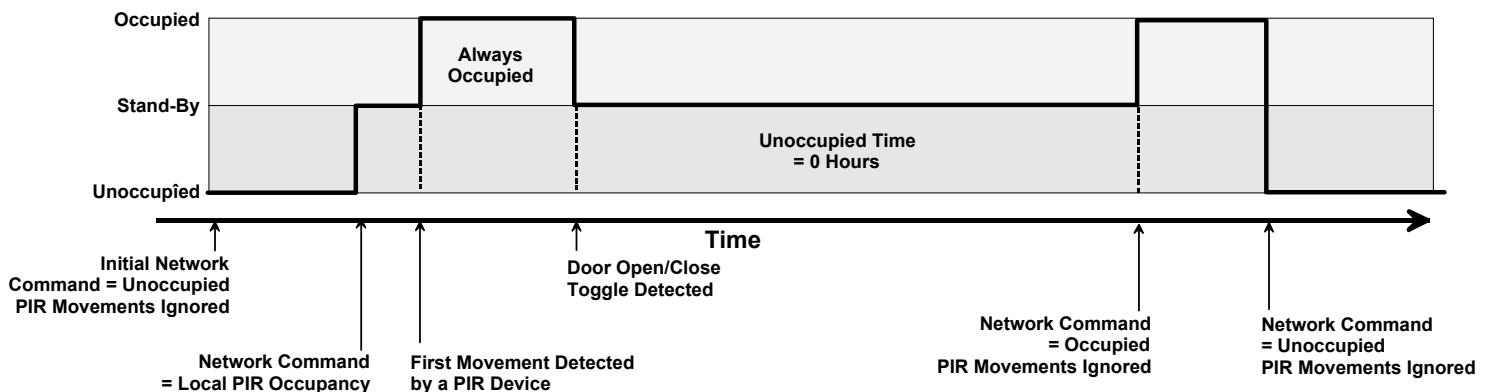 Occupied
Always
Occupied
Stand-By
Unoccupied Time
= 0 Hours
Unoccupied
Time
Initial Network
Command = Unoccupied
PIR Movements Ignored
Network Command
= Local PIR Occupancy
First Movement Detected
by a PIR Device
Door Open/Close
Toggle Detected
Network Command
= Occupied
PIR Movements Ignored
Network Command
= Unoccupied
PIR Movements Ignored